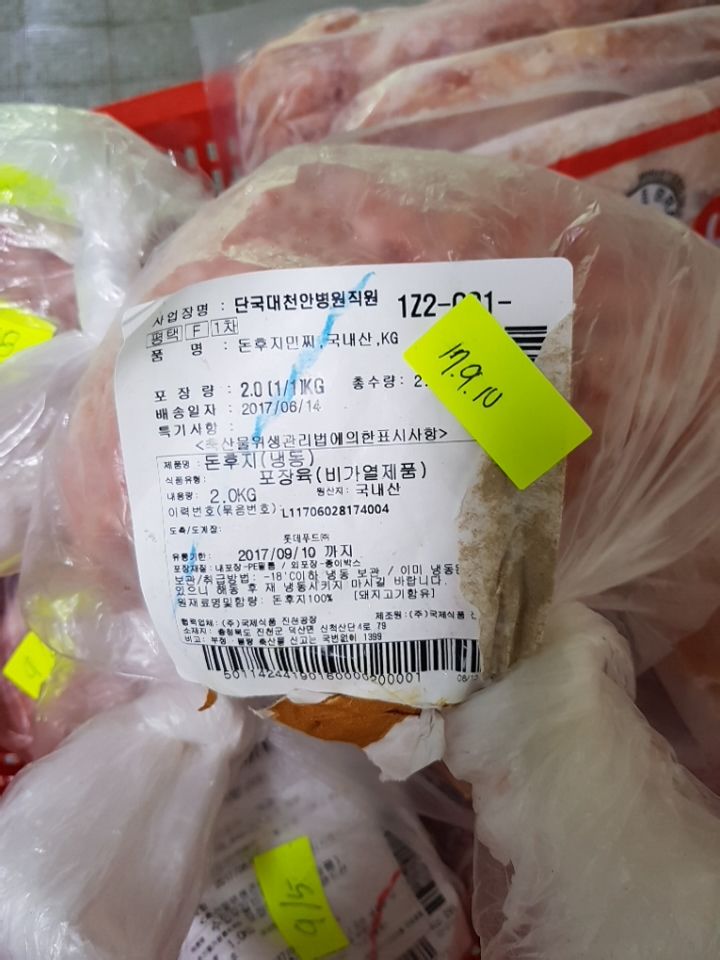 사업장명 : 단국대천안병원직원 1Z2-
평택 F 1차
품 명 : 돈후지민찌.국내산,KG
17.9.10
포 장 량 : 2.0(1/1)KG 총수량: 2.
배송일자 : 2017/06/14
특기사항 :
<축산물위생관리법에의한표시사항>
제품명: 돈후지(냉동)
식품유형: 포장육(비가열제품)
내용량: 2.0KG 원산지: 국내산
이력번호(묶음번호) L11706028174004
도축/도계장:
롯데푸드㈜
유통기한: 2017/09/10 까지
포장재질: 내포장-PE필름 / 외포장-종이박스
보관/취급방법: -18℃이하 냉동 보관 / 이미 냉동
있으니 해동 후 재 냉동시키지 마시길 바랍니다.
원재료명및함량: 돈후지100% [돼지고기함유]
협력업체: (주)국제식품 진천공장 제조원: (주)국제식품
소재지: 충청북도 진천군 덕산면 신척산단4로 79
비고: 부정·불량 축산물 신고는 국번없이 1399
501142441901600000200001
9/5